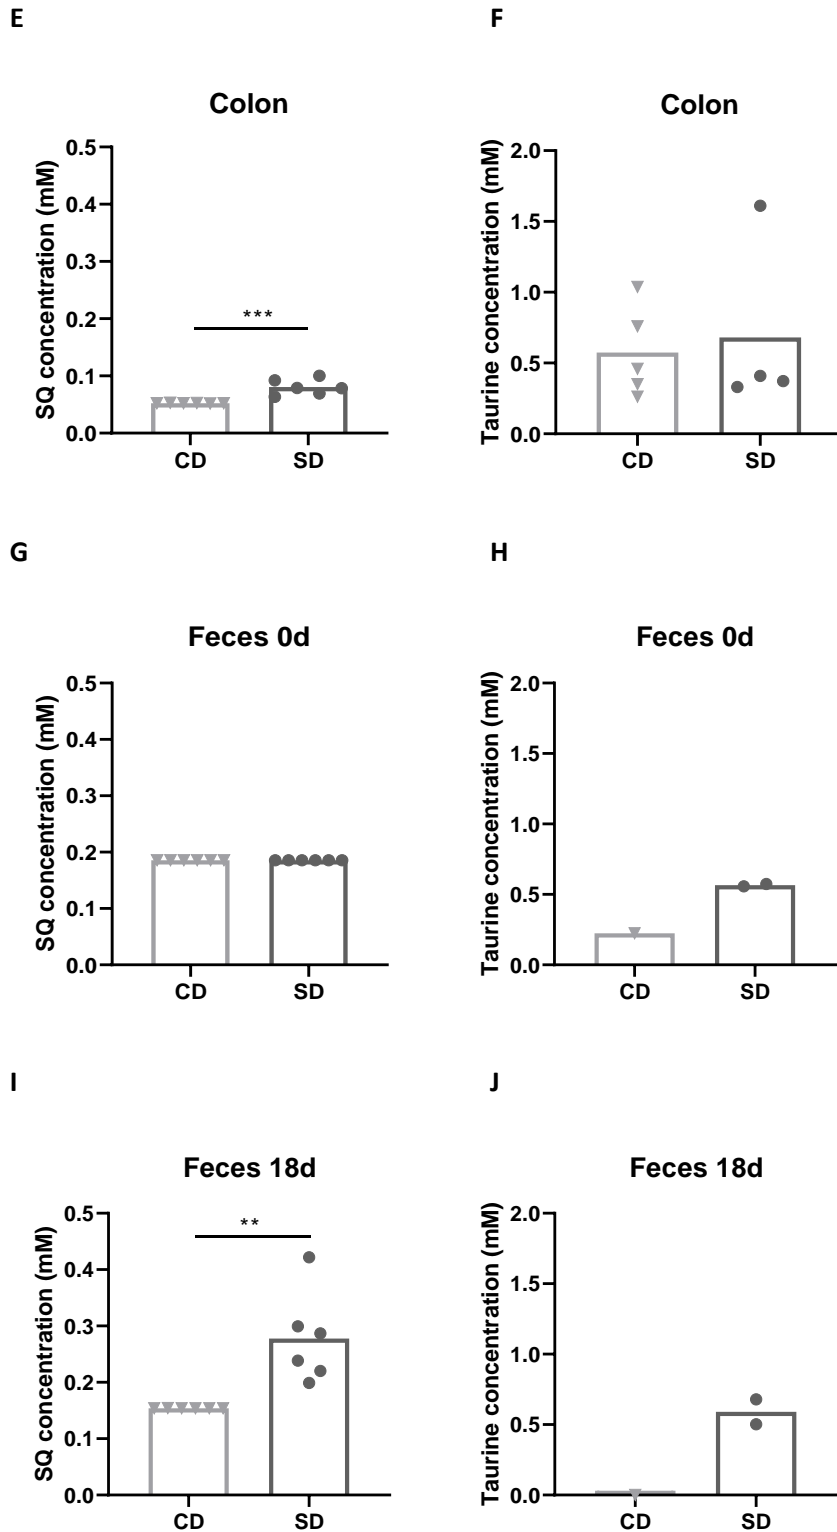 E
F
Colon
Colon
SQ concentration (mM)
0.5
0.4
0.3
0.2
0.1
0.0
***
CD
SD
Taurine concentration (mM)
2.0
1.5
1.0
0.5
0.0
CD
SD
G
H
Feces 0d
Feces 0d
SQ concentration (mM)
0.5
0.4
0.3
0.2
0.1
0.0
CD
SD
Taurine concentration (mM)
2.0
1.5
1.0
0.5
0.0
CD
SD
I
J
Feces 18d
Feces 18d
SQ concentration (mM)
0.5
0.4
0.3
0.2
0.1
0.0
**
CD
SD
Taurine concentration (mM)
2.0
1.5
1.0
0.5
0.0
CD
SD